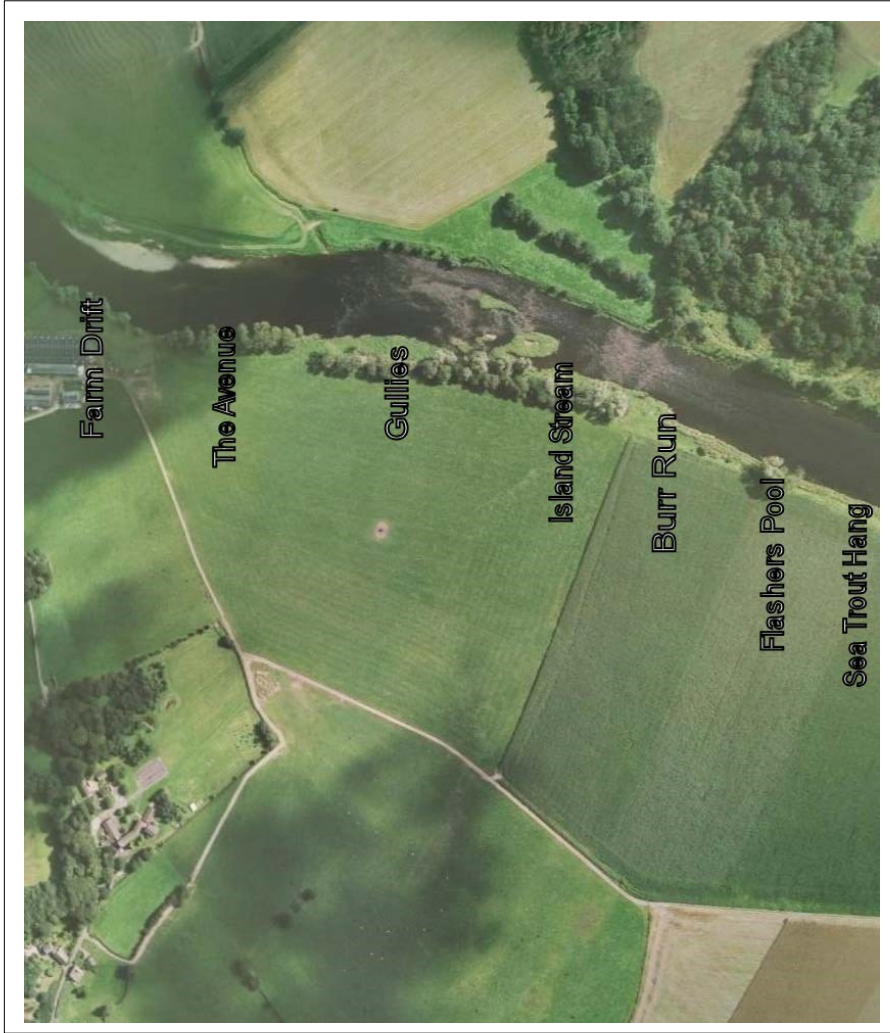 Farm Drift
The Avenue
Gullies
Island Stream
Burr Run
Flashers Pool
Sea Trout Hang